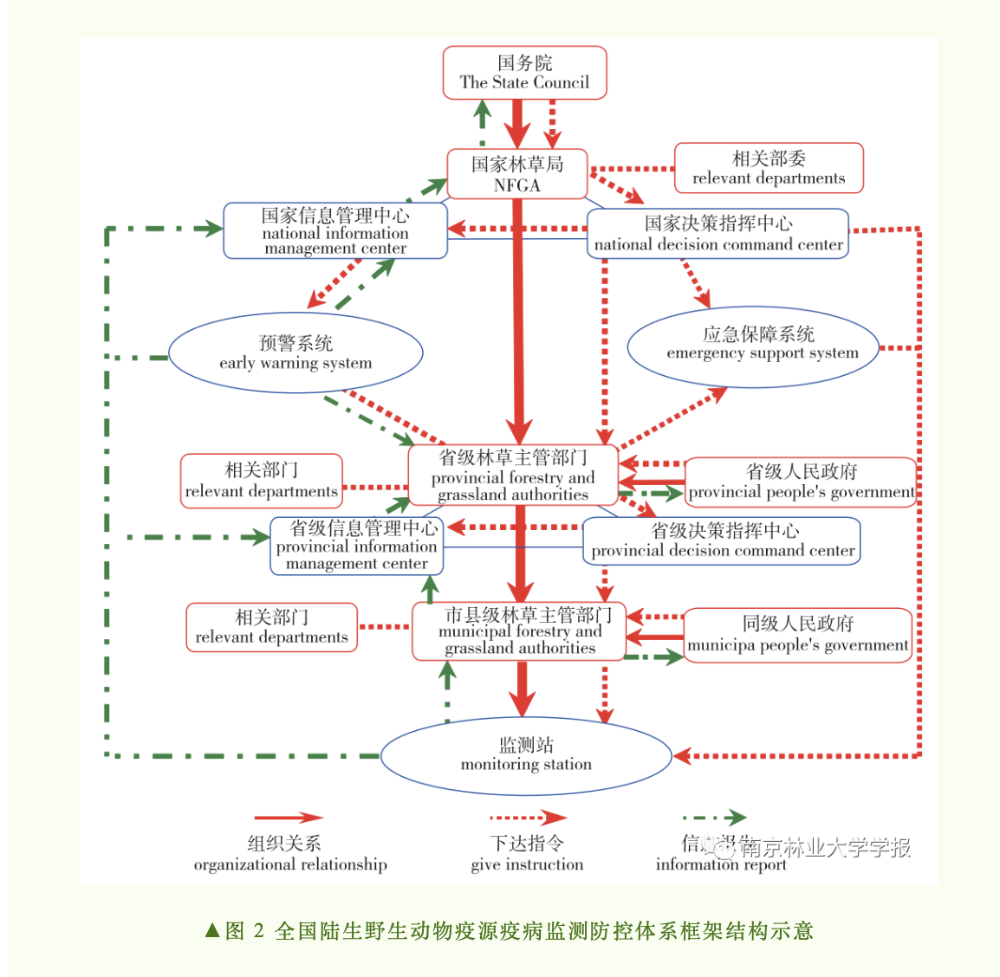 国务院
The State Council
国家林草局
NFGA
相关部委
relevant departments
国家信息管理中心
national information
management center
国家决策指挥中心
national decision command center
预警系统
early warning system
应急保障系统
emergency support system
省级林草主管部门
provincial forestry and
grassland authorities
相关部门
relevant departments
省级人民政府
provincial people's government
省级信息管理中心
provincial information
management center
省级决策指挥中心
provincial decision command center
市县级林草主管部门
municipal forestry and
grassland authorities
相关部门
relevant departments
同级人民政府
municipa people's government
监测站
monitoring station
组织关系
organizational relationship
下达指令
give instruction
信息报告
information report
南京林业大学学报
▲图 2 全国陆生野生动物疫源疫病监测防控体系框架结构示意